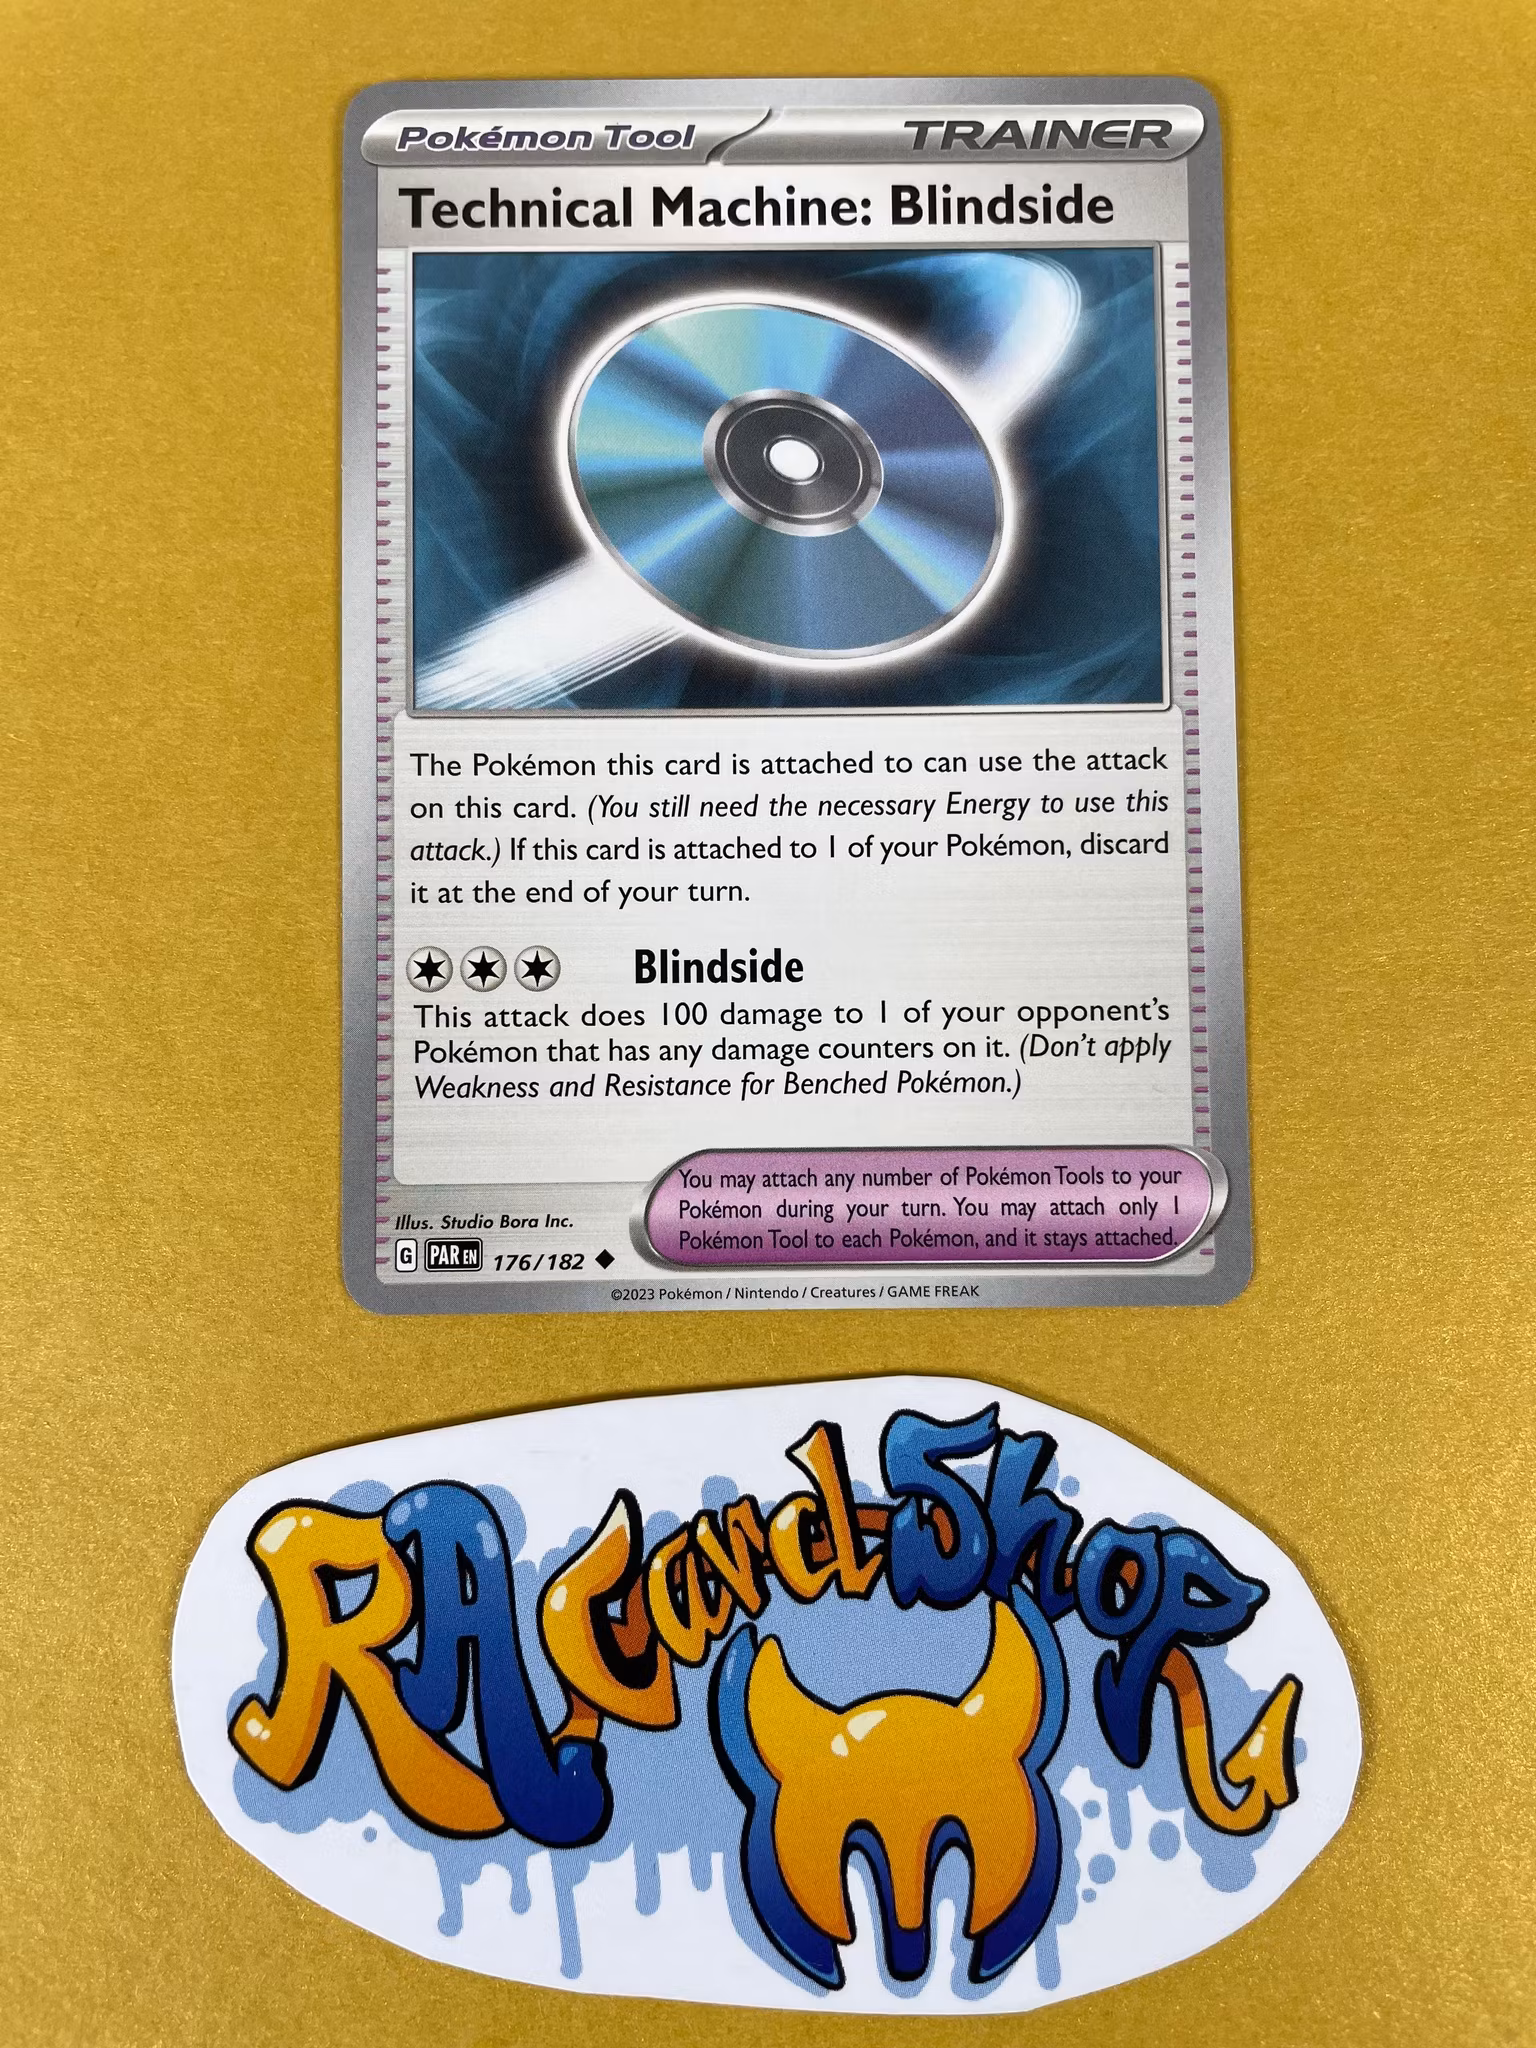 Pokémon Tool
TRAINER
Technical Machine: Blindside
The Pokémon this card is attached to can use the attack
on this card. (You still need the necessary Energy to use this
attack.) If this card is attached to 1 of your Pokémon, discard
it at the end of your turn.
Blindside
This attack does 100 damage to 1 of your opponent's
Pokémon that has any damage counters on it. (Don't apply
Weakness and Resistance for Benched Pokémon.)
You may attach any number of Pokémon Tools to your
Pokémon during your turn. You may attach only 1
Pokémon Tool to each Pokémon, and it stays attached.
Illus. Studio Bora Inc.
G PAR EN 176/182
©2023 Pokémon / Nintendo / Creatures / GAME FREAK
RA Card Shop